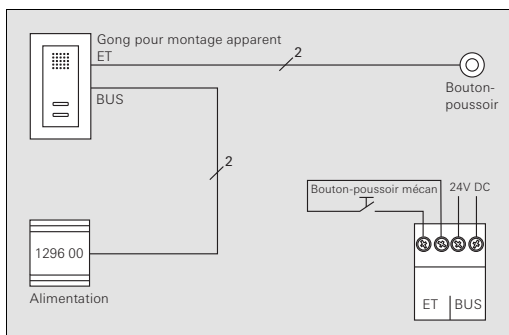 Gong pour montage apparent
ET
2
Bouton-
poussoir
BUS
2
Bouton-poussoir mécan
24V DC
1296 00
Alimentation
ET
BUS